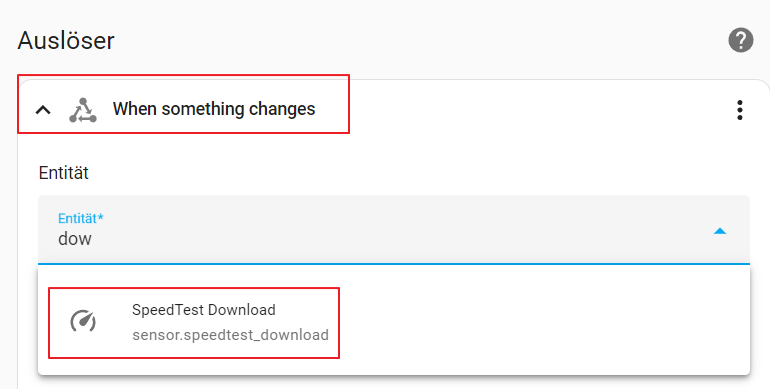 Auslöser
When something changes
Entität
Entität*
dow
SpeedTest Download
sensor.speedtest_download